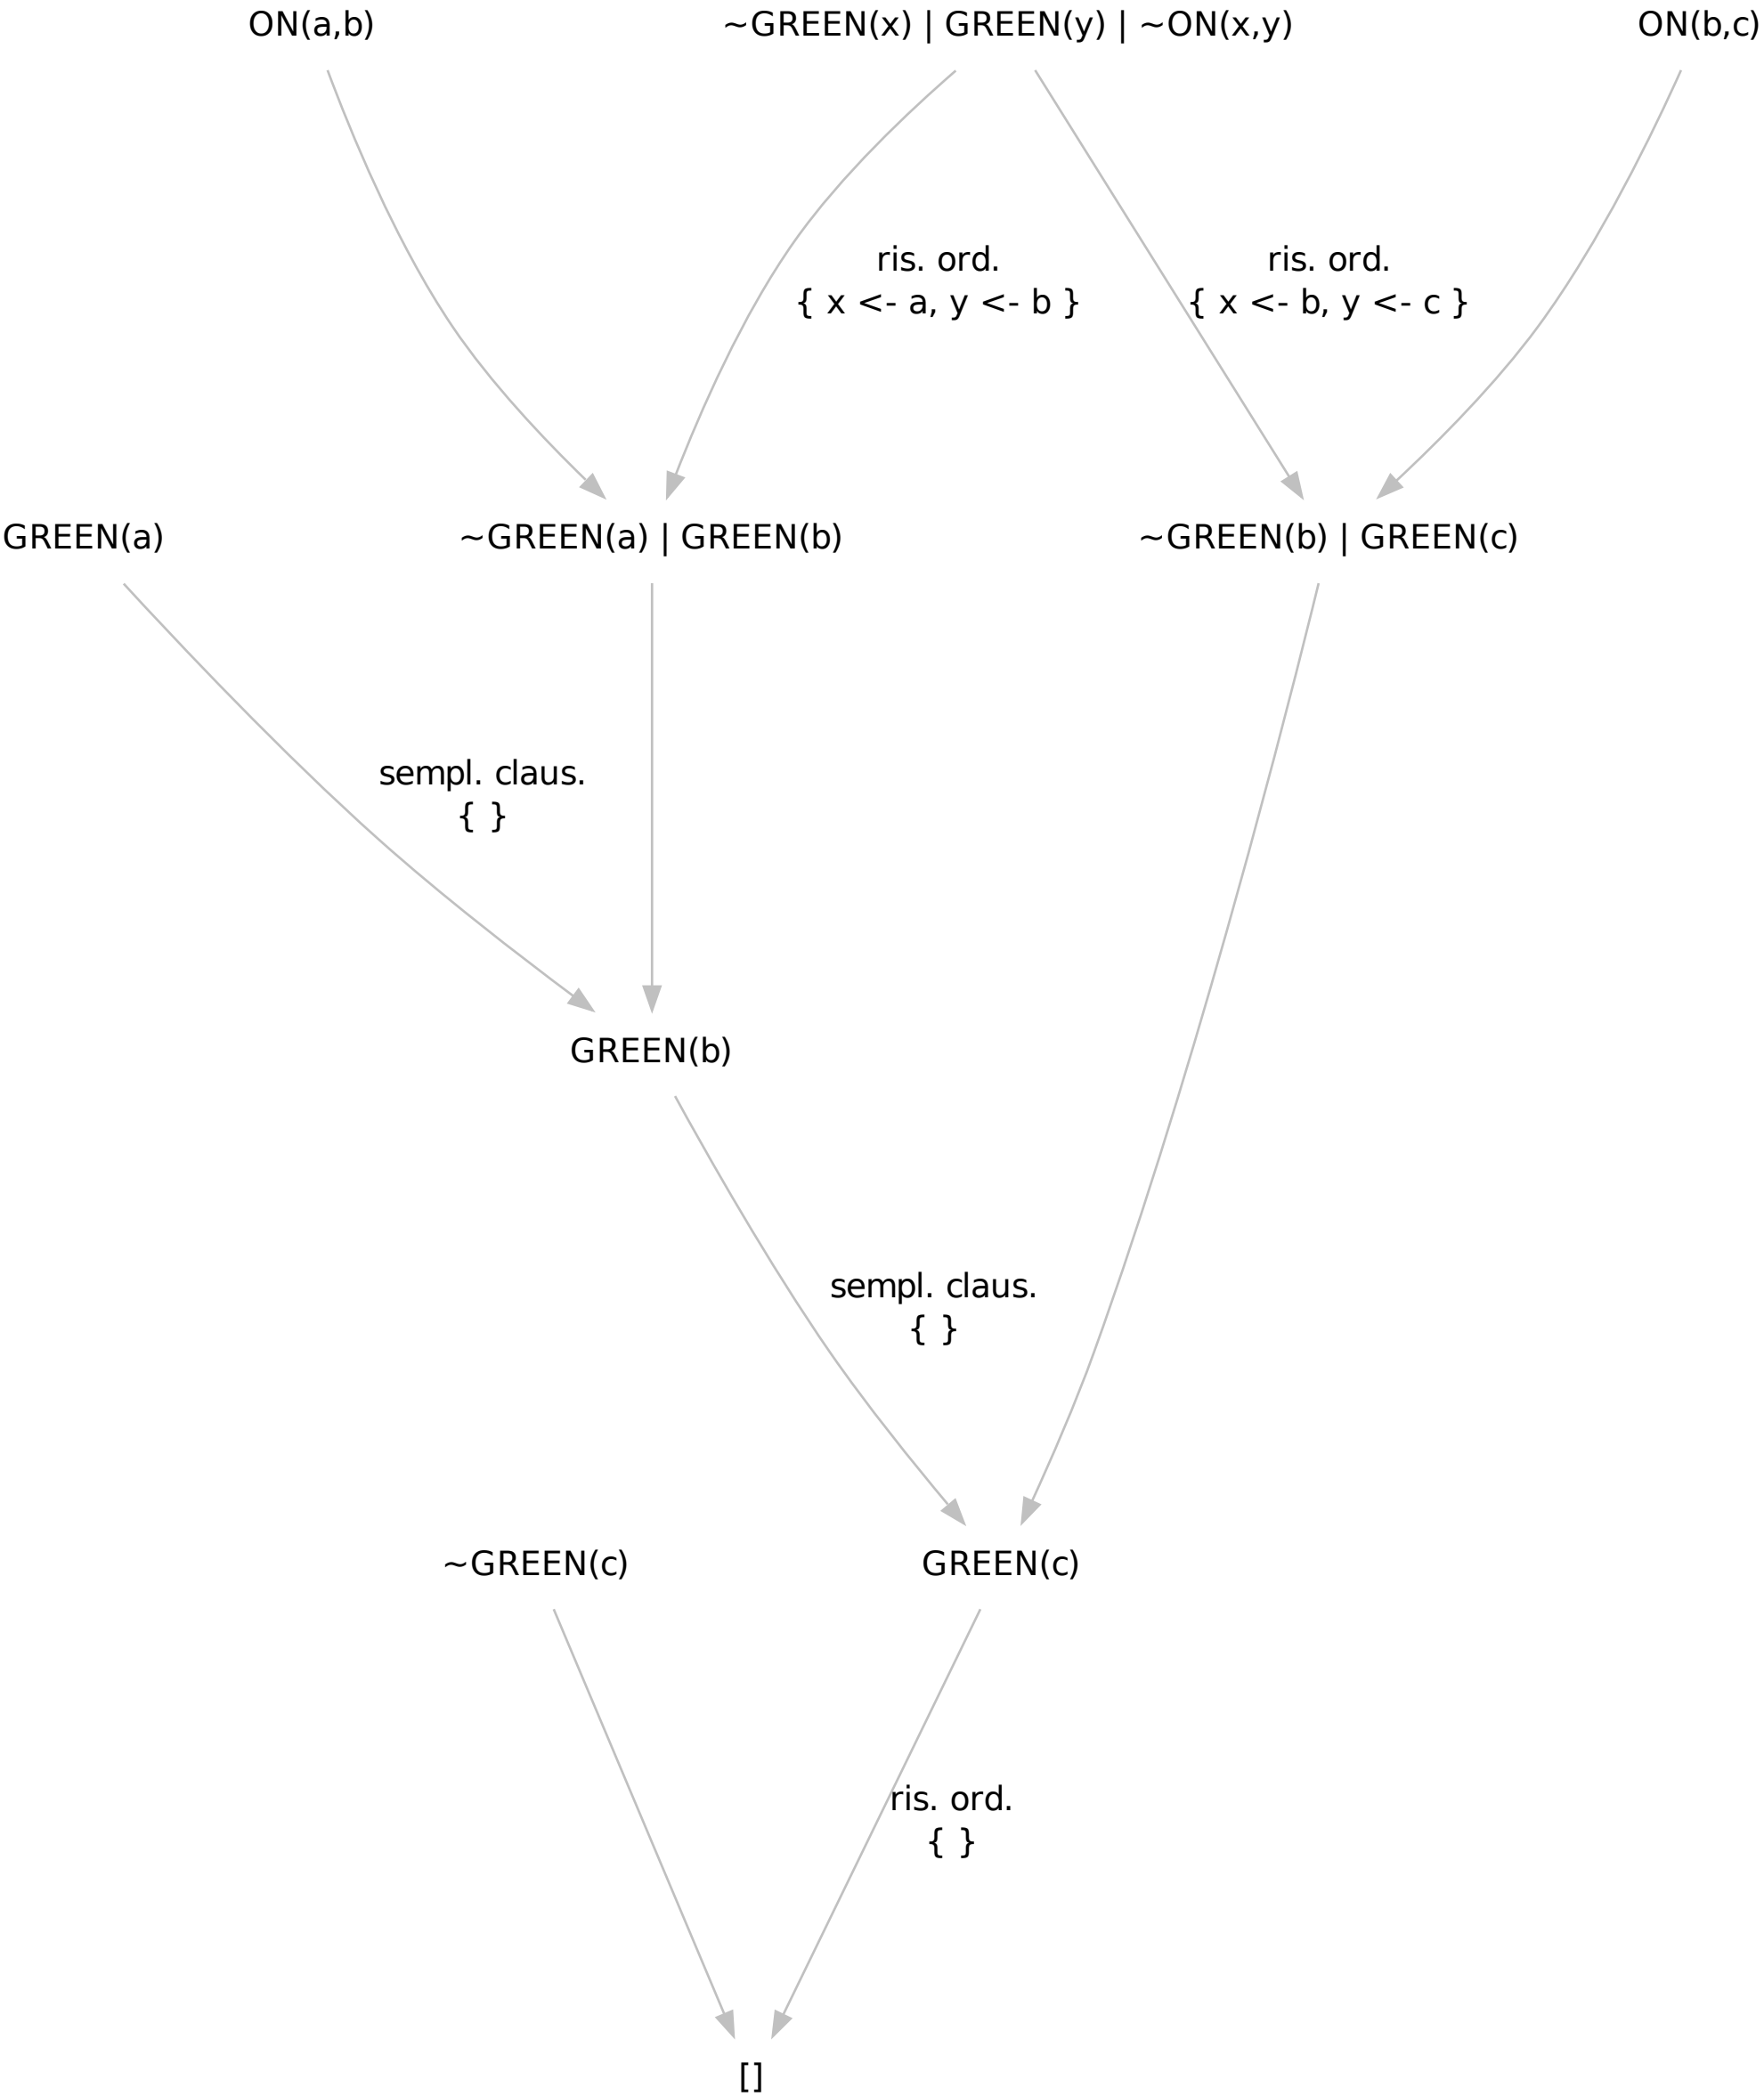 ON(a,b)
~GREEN(x) | GREEN(y) | ~ON(x,y)
ON(b,c)
ris. ord.
{ x <- a, y <- b }
ris. ord.
{ x <- b, y <- c }
GREEN(a)
~GREEN(a) | GREEN(b)
~GREEN(b) | GREEN(c)
sempl. claus.
{ }
GREEN(b)
sempl. claus.
{ }
~GREEN(c)
GREEN(c)
ris. ord.
{ }
[]